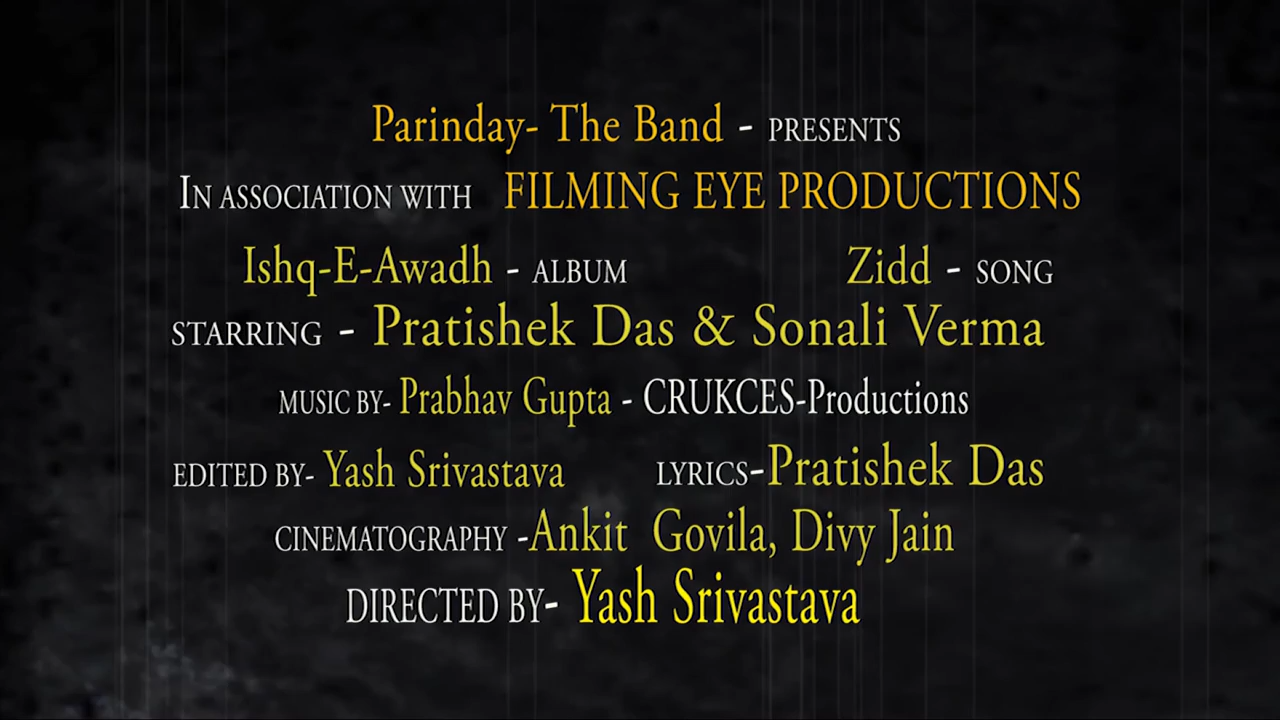 Parinday- The Band - PRESENTS
IN ASSOCIATION WITH FILMING EYE PRODUCTIONS
Ishq-E-Awadh - ALBUM Zidd - SONG
STARRING - Pratishek Das & Sonali Verma
MUSIC BY- Prabhav Gupta - CRUKCES-Productions
EDITED BY- Yash Srivastava LYRICS-Pratishek Das
CINEMATOGRAPHY -Ankit Govila, Divy Jain
DIRECTED BY- Yash Srivastava